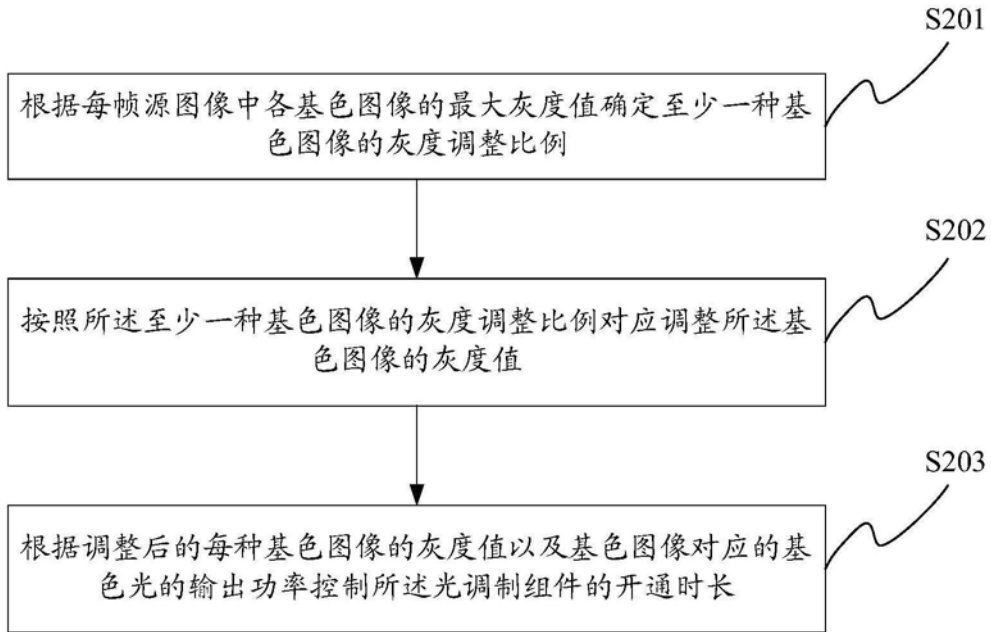 S201
根据每帧源图像中各基色图像的最大灰度值确定至少一种基
色图像的灰度调整比例
S202
按照所述至少一种基色图像的灰度调整比例对应调整所述基
色图像的灰度值
S203
根据调整后的每种基色图像的灰度值以及基色图像对应的基
色光的输出功率控制所述光调制组件的开通时长